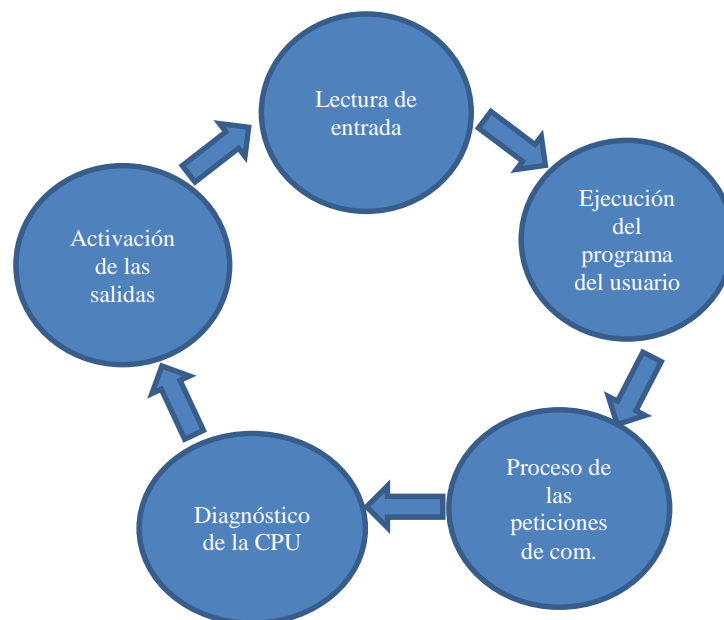 Lectura de
entrada
Ejecución
del
programa
del usuario
Proceso de
las
peticiones
de com.
Diagnóstico
de la CPU
Activación
de las
salidas